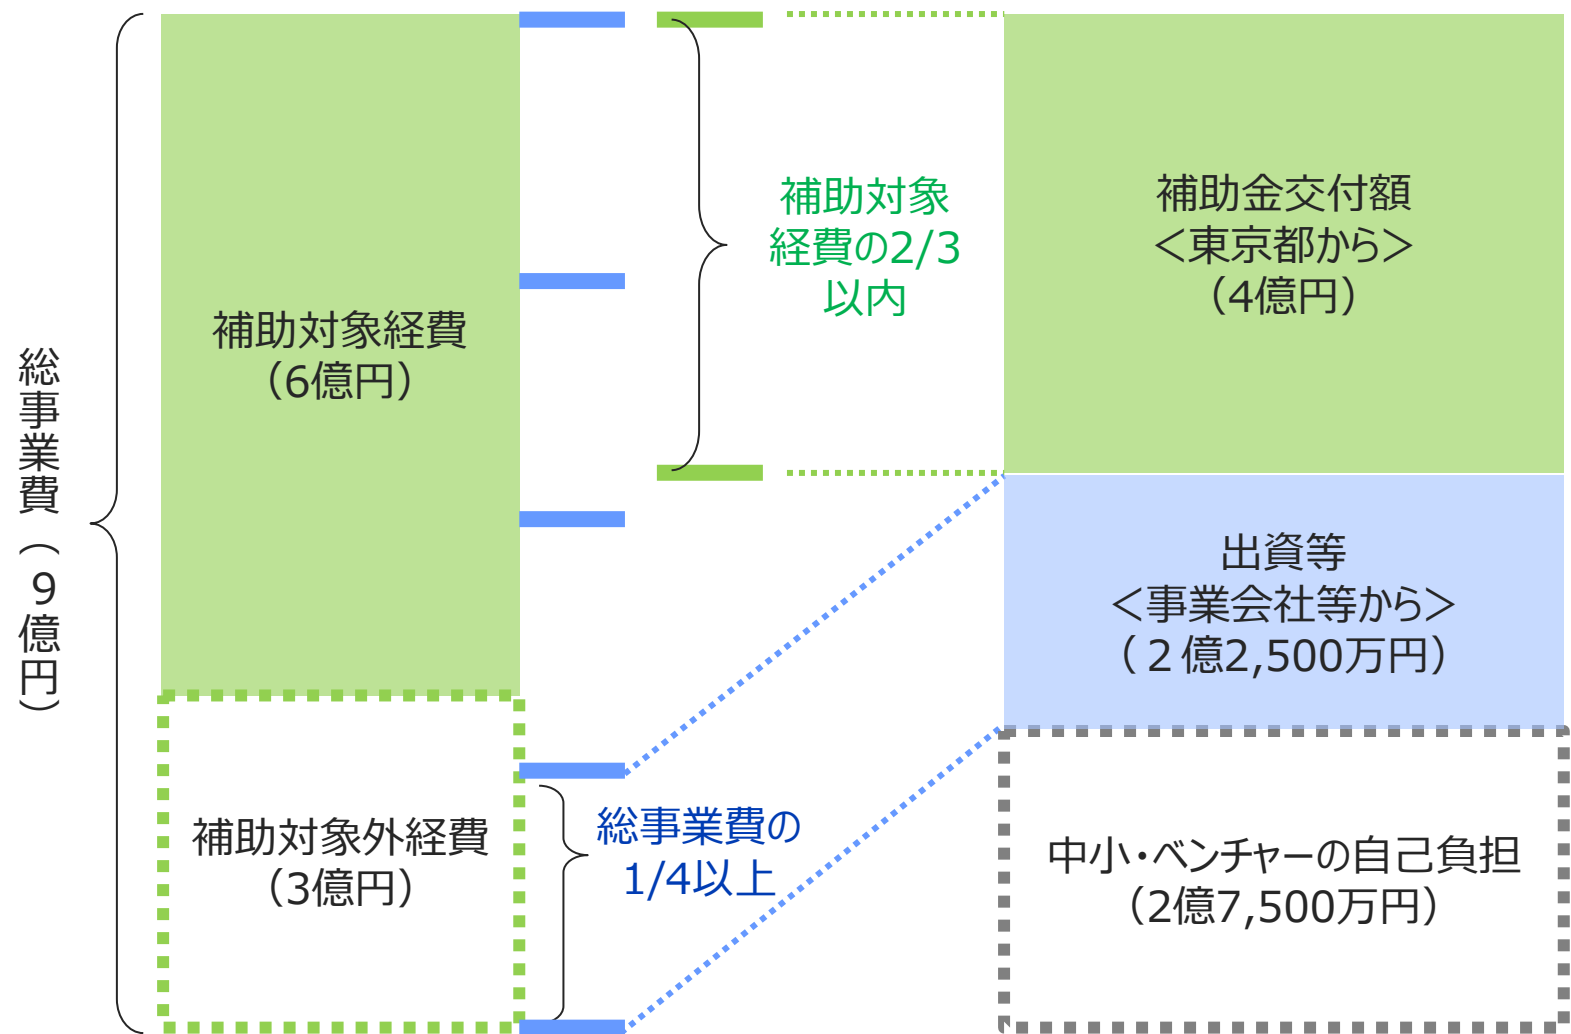 総事業費（９億円）
補助対象経費
（6億円）
補助対象外経費
（3億円）
補助対象
経費の2/3
以内
総事業費の
1/4以上
補助金交付額
＜東京都から＞
（4億円）
出資等
＜事業会社等から＞
（２億2,500万円）
中小・ベンチャーの自己負担
（2億7,500万円）